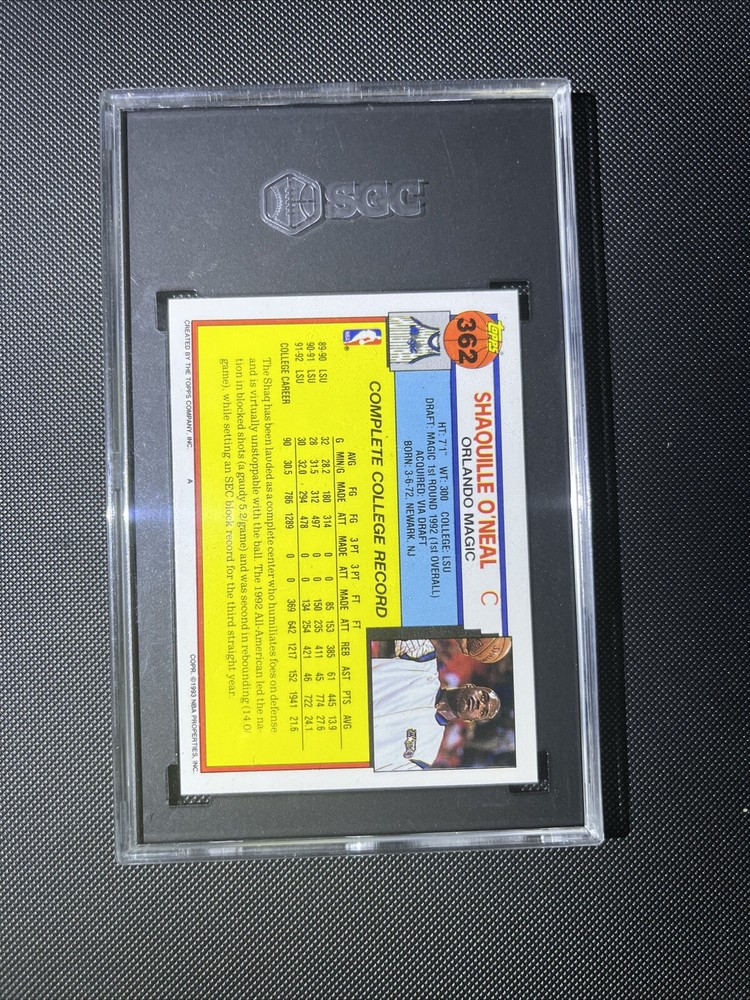 SGC
TOPPS
362
SHAQUILLE O'NEAL C
ORLANDO MAGIC
HT: 7'1" WT: 300 COLLEGE: LSU
DRAFT: MAGIC 1st ROUND 1992 (1st OVERALL)
ACQUIRED: VIA DRAFT
BORN: 3-6-72, NEWARK, NJ
NBA
COMPLETE COLLEGE RECORD
AVG FG FG 3 PT 3 PT FT FT
G MIN/G MADE ATT MADE ATT MADE ATT REB AST PTS AVG
89-90 LSU 32 28.2 180 314 0 0 85 153 385 61 445 13.9
90-91 LSU 28 31.5 312 497 0 0 150 235 411 45 774 27.6
91-92 LSU 30 32.0 294 478 0 0 134 254 421 46 722 24.1
COLLEGE CAREER 90 30.5 786 1289 0 0 369 642 1217 152 1941 21.6
The Shaq has been lauded as a complete center who humiliates foes on defense
and is virtually unstoppable with the ball. The 1992 All-American led the na-
tion in blocked shots (a gaudy 5.2/game) and was second in rebounding (14.0/
game), while setting an SEC block record for the third straight year.
CREATED BY THE TOPPS COMPANY, INC. A COPR. ©1993 NBA PROPERTIES, INC.